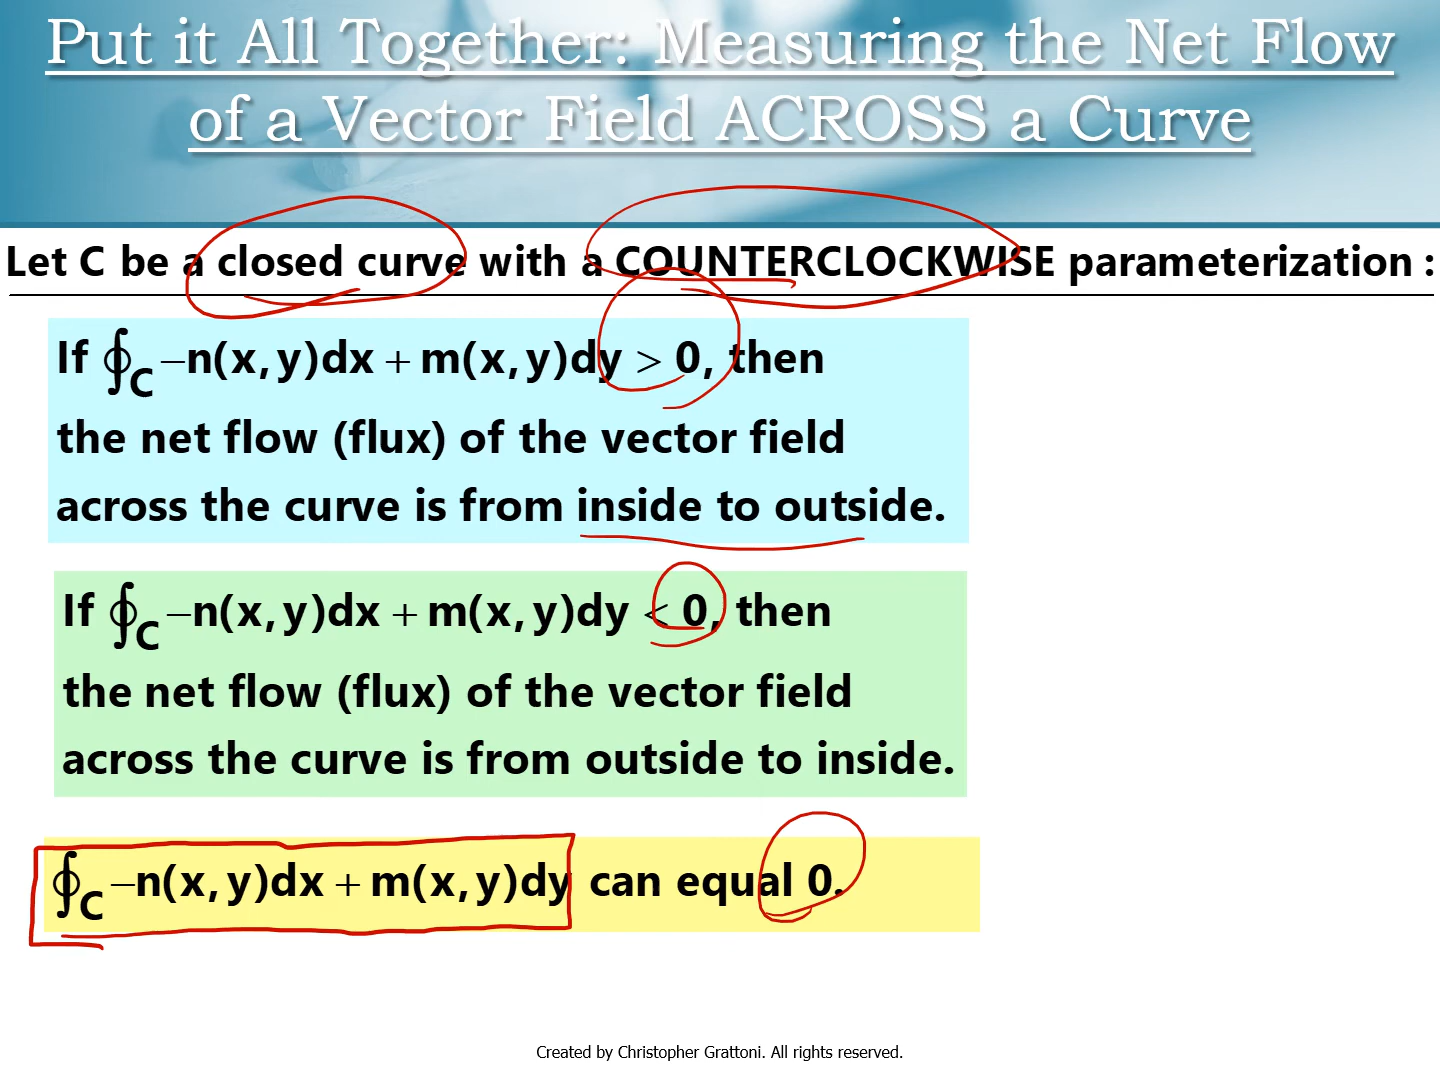 Put it All Together: Measuring the Net Flow
of a Vector Field ACROSS a Curve
Let C be a closed curve with a COUNTERCLOCKWISE parameterization :
If ∮C −n(x, y)dx + m(x, y)dy > 0, then
the net flow (flux) of the vector field
across the curve is from inside to outside.
If ∮C −n(x, y)dx + m(x, y)dy < 0, then
the net flow (flux) of the vector field
across the curve is from outside to inside.
∮C −n(x, y)dx + m(x, y)dy can equal 0.
Created by Christopher Grattoni. All rights reserved.